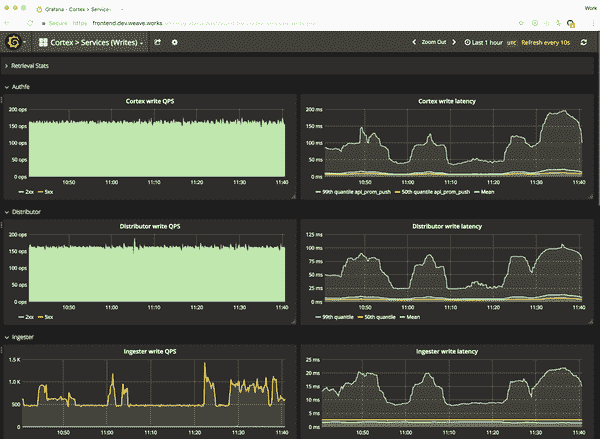 Grafana - Cortex > Services
Work
Secure
https://frontend.dev.weave.works
Cortex > Services (Writes)
Zoom Out
Last 1 hour
UTC
Refresh every 10s
Retrieval Stats
Authfe
Cortex write QPS
200 ops
150 ops
100 ops
50 ops
0 ops
10:50 11:00 11:10 11:20 11:30 11:40
2xx 5xx
Cortex write latency
200 ms
150 ms
100 ms
50 ms
0 ms
10:50 11:00 11:10 11:20 11:30 11:40
99th quantile api_prom_push 50th quantile api_prom_push Mean
Distributor
Distributor write QPS
200 ops
150 ops
100 ops
50 ops
0 ops
10:50 11:00 11:10 11:20 11:30 11:40
2xx 5xx
Distributor write latency
125 ms
100 ms
75 ms
50 ms
25 ms
0 ms
10:50 11:00 11:10 11:20 11:30 11:40
99th quantile 50th quantile Mean
Ingester
Ingester write QPS
1.5 K
1.0 K
500
0
10:50 11:00 11:10 11:20 11:30 11:40
Ingester write latency
25 ms
20 ms
15 ms
10 ms
5 ms
0 ms
10:50 11:00 11:10 11:20 11:30 11:40